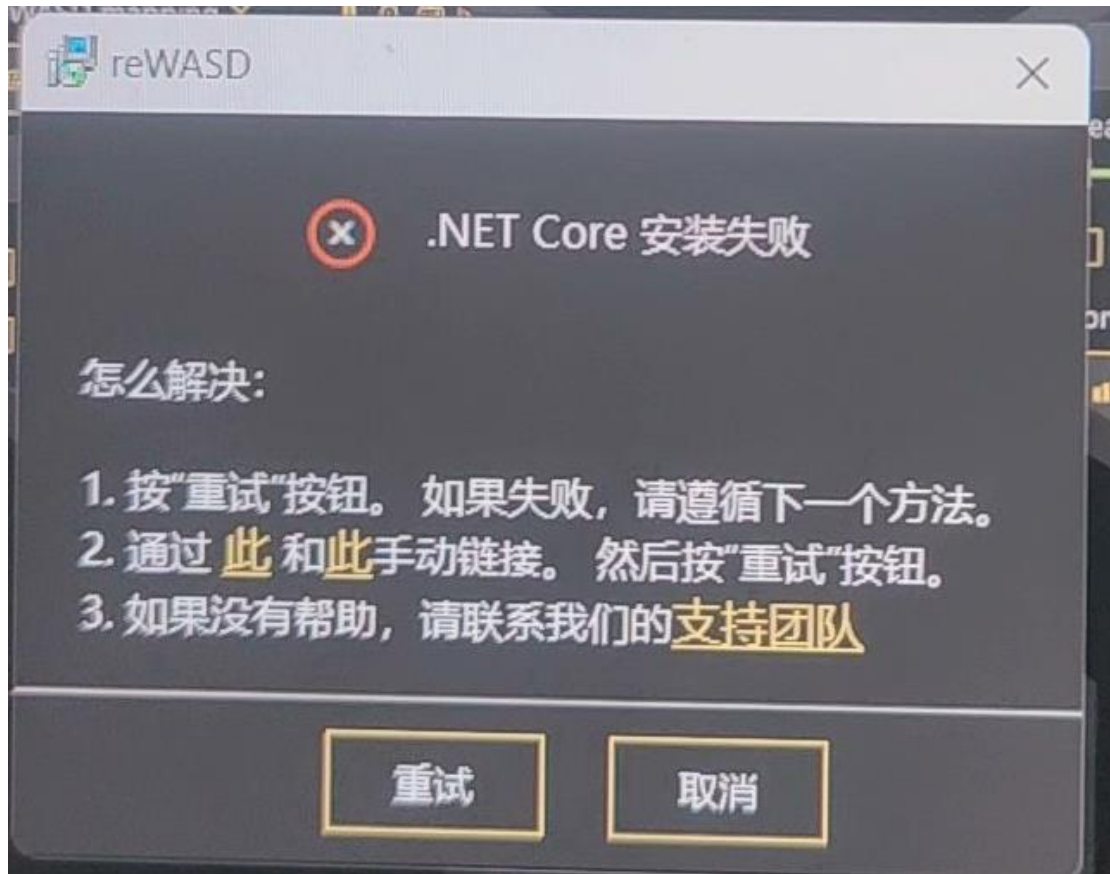 reWASD
.NET Core 安装失败
怎么解决：
1. 按"重试"按钮。 如果失败，请遵循下一个方法。
2. 通过 此 和此手动链接。 然后按"重试"按钮。
3. 如果没有帮助，请联系我们的支持团队
重试
取消